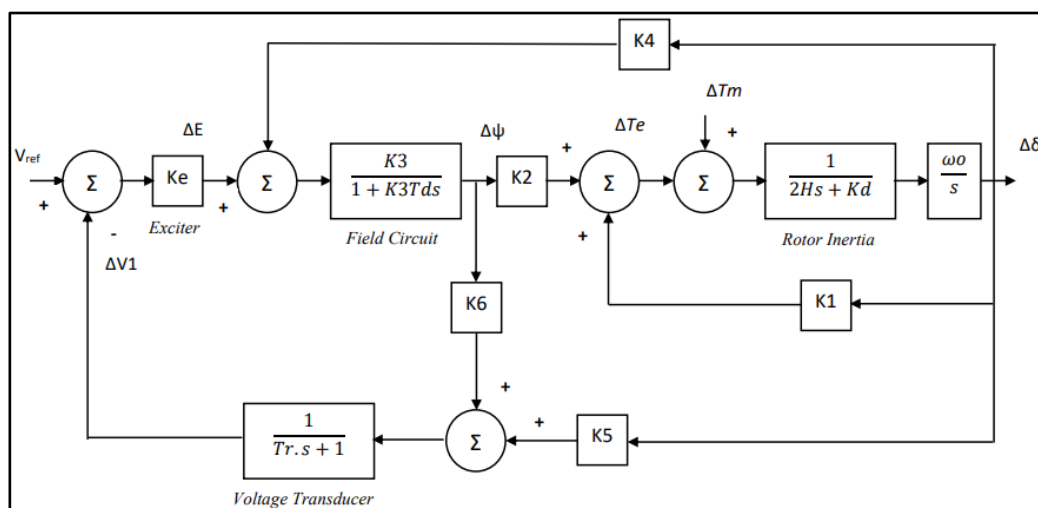 K4
ΔTm
ΔE
Δψ
ΔTe
+
Δδ
Vref
Σ
Ke
Σ
K3
1 + K3Tds
K2
+
Σ
Σ
+
1
2Hs + Kd
ωo
s
+
+
Exciter
Field Circuit
Rotor Inertia
-
ΔV1
+
K6
K1
+
+
1
Tr.s + 1
Σ
K5
Voltage Transducer